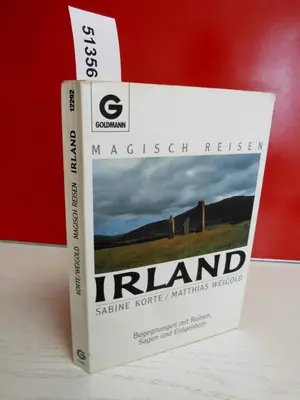 51356
G
GOLDMANN
MAGISCH REISEN
IRLAND
SABINE KORTE/MATTHIAS WEIGOLD
Begegnungen mit Ruinen,
Sagen und Erdgeistern
KORTE/WEIGOLD MAGISCH REISEN IRLAND 12292
G